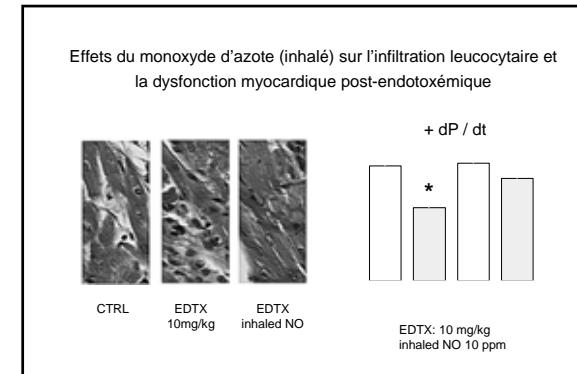 Effets du monoxyde d'azote (inhalé) sur l'infiltration leucocytaire et
la dysfonction myocardique post-endotoxémique
+ dP / dt
*
CTRL
EDTX
10mg/kg
EDTX
inhaled NO
EDTX: 10 mg/kg
inhaled NO 10 ppm